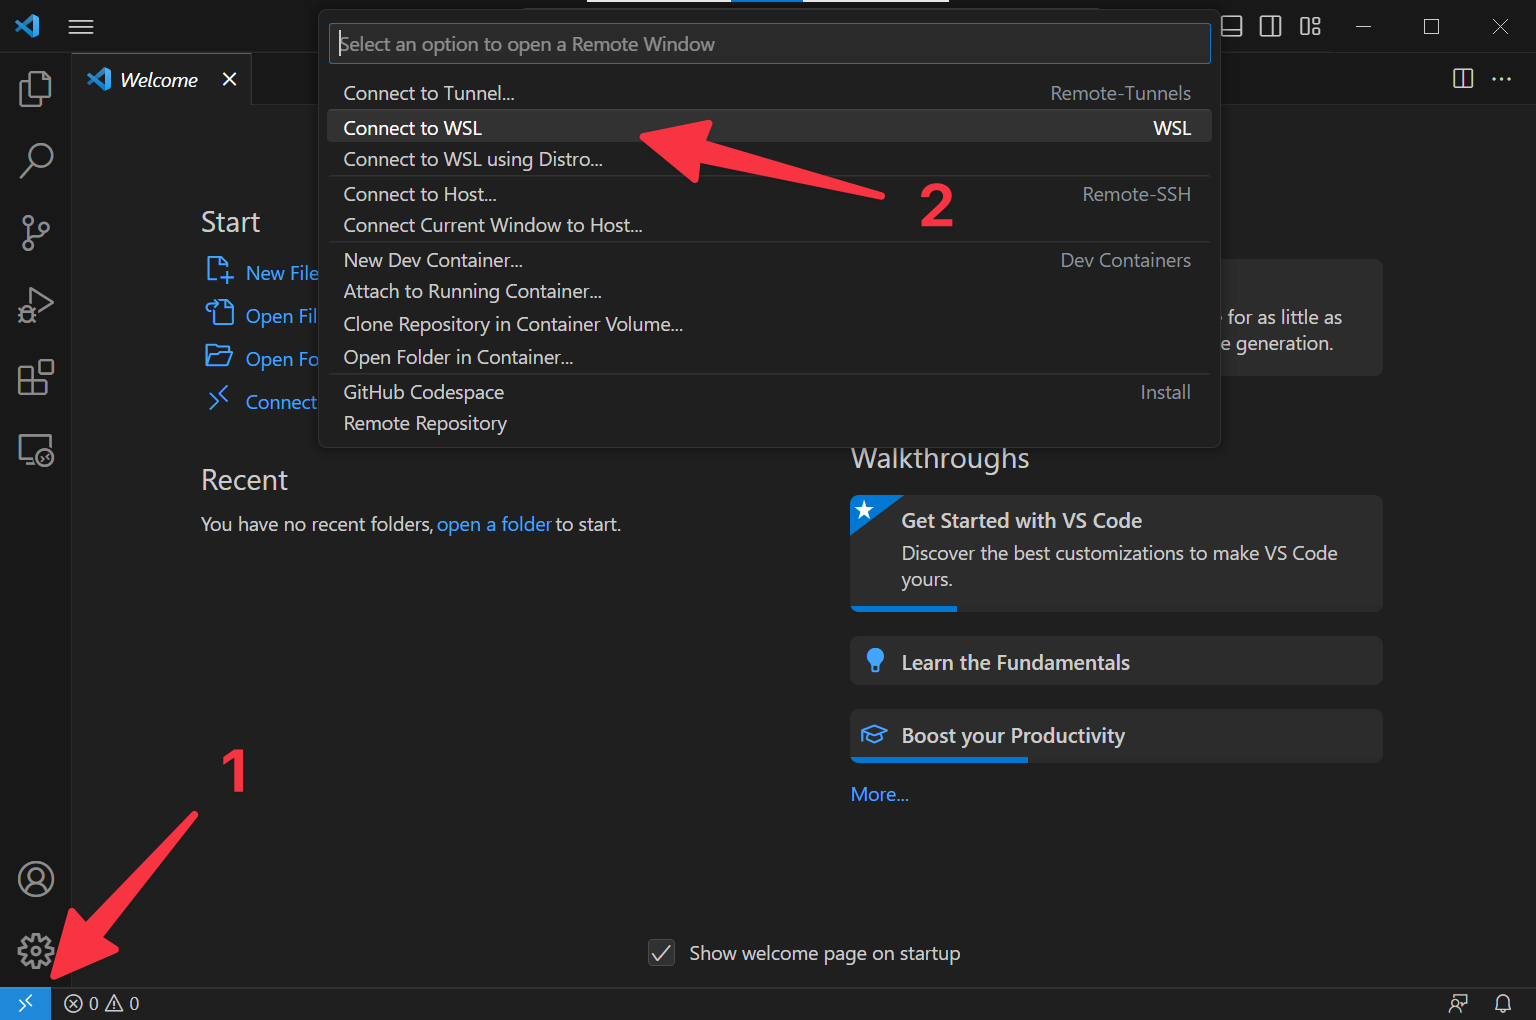 Select an option to open a Remote Window
Welcome
Connect to Tunnel... Remote-Tunnels
Connect to WSL WSL
Connect to WSL using Distro...
Connect to Host... Remote-SSH
Connect Current Window to Host...
New Dev Container... Dev Containers
Attach to Running Container...
Clone Repository in Container Volume...
Open Folder in Container...
GitHub Codespace Install
Remote Repository
2
Start
New File
Open Fil
Open Fo
Connect
for as little as
e generation.
Recent
You have no recent folders, open a folder to start.
Walkthroughs
Get Started with VS Code
Discover the best customizations to make VS Code
yours.
Learn the Fundamentals
Boost your Productivity
More...
1
Show welcome page on startup
0 0